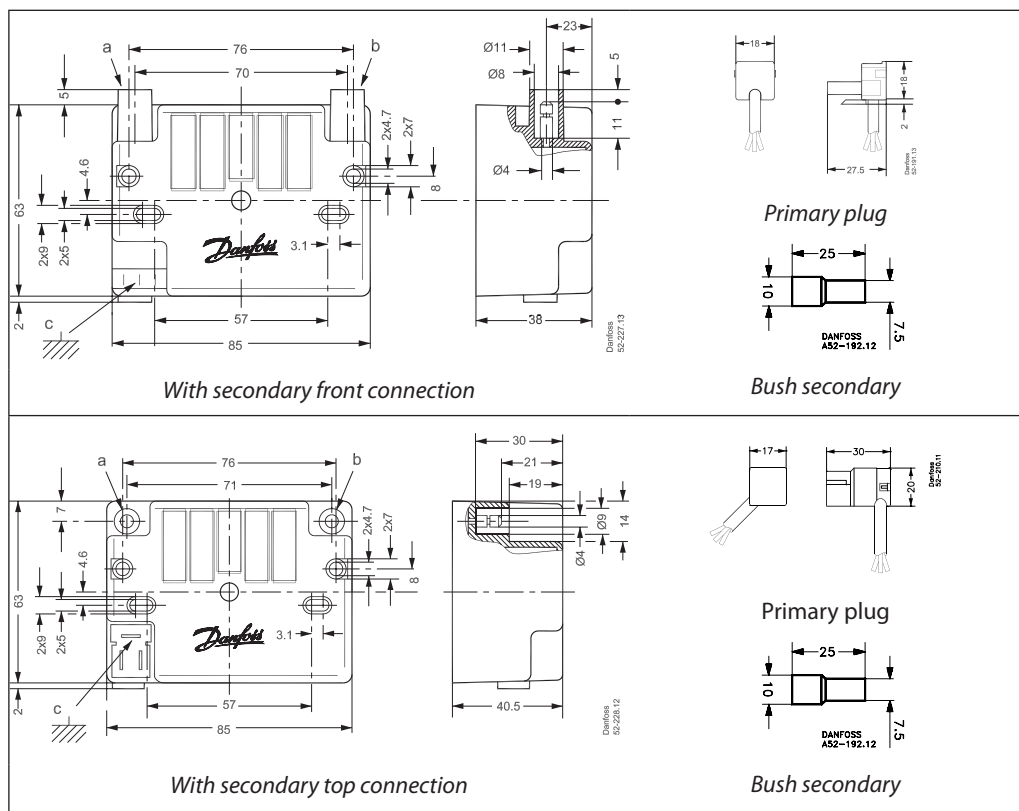 a
76
b
70
5
63
4.6
2x9
2x5
2
2x4.7
2x7
8
3.1
Danfoss
c
57
85
23
Ø11
Ø8
5
11
Ø4
38
Danfoss
52-227.13
With secondary front connection
18
18
2
27.5
Danfoss
52-191.13
Primary plug
25
10
7.5
DANFOSS
A52-192.12
Bush secondary
a
76
b
71
7
4.6
63
2x9
2x5
2
2x4.7
2x7
8
3.1
Danfoss
c
57
85
30
21
19
Ø4
Ø9
14
40.5
Danfoss
52-228.12
With secondary top connection
17
30
20
Danfoss
52-210.11
Primary plug
25
10
7.5
DANFOSS
A52-192.12
Bush secondary